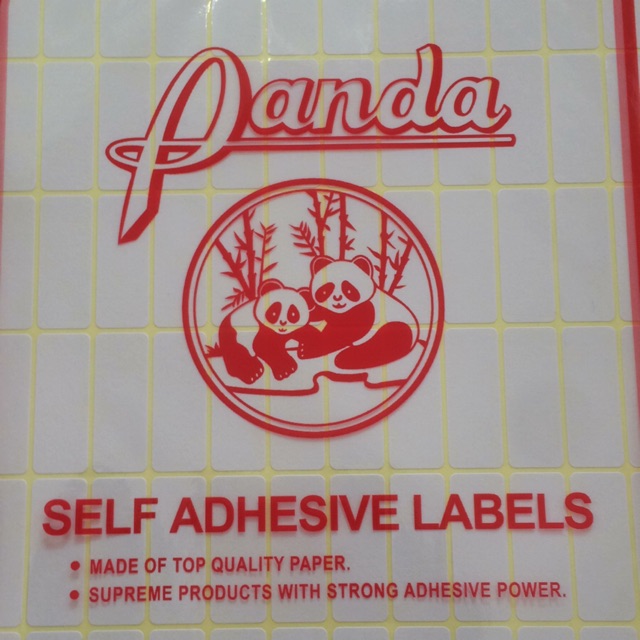 Panda
SELF ADHESIVE LABELS
• MADE OF TOP QUALITY PAPER.
• SUPREME PRODUCTS WITH STRONG ADHESIVE POWER.